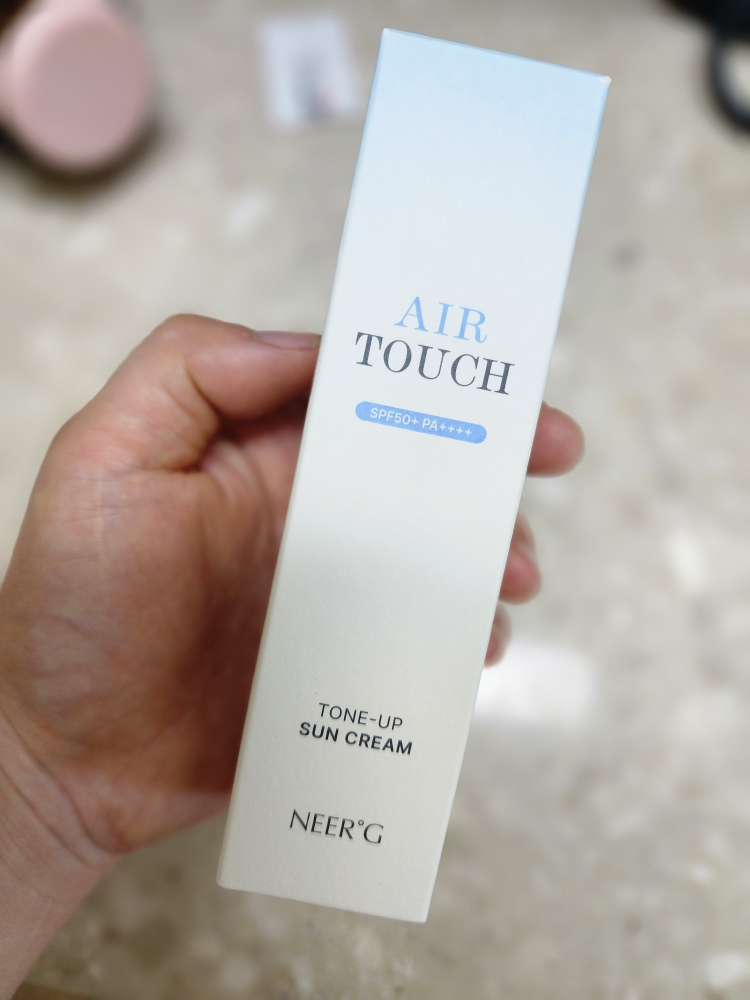 AIR
TOUCH
SPF50+ PA++++
TONE-UP
SUN CREAM
NEER°G